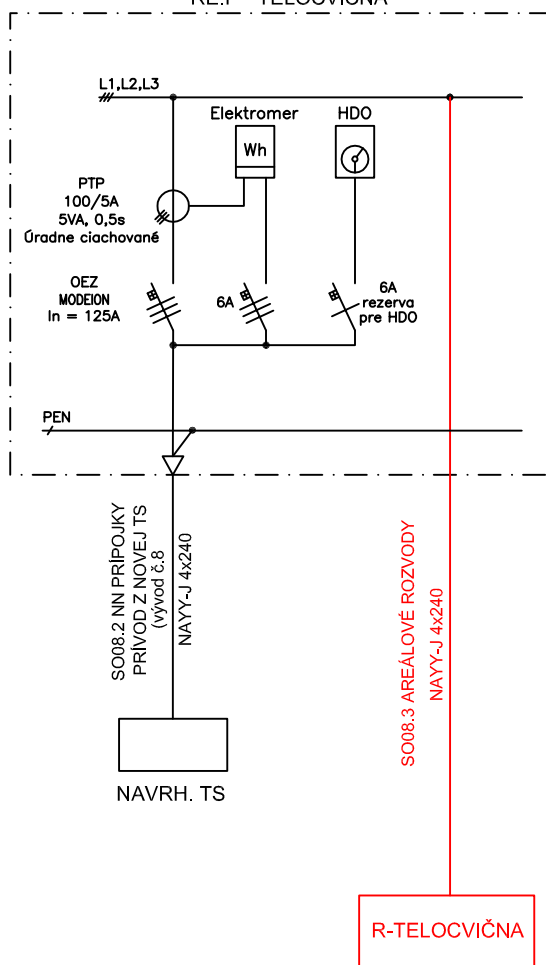 L1,L2,L3
Elektromer
HDO
Wh
PTP
100/5A
5VA, 0,5s
Úradne ciachované
OEZ
MODEION
In = 125A
6A
6A
rezerva
pre HDO
PEN
SO08.2 NN PRÍPOJKY
PRÍVOD Z NOVEJ TS
(vývod č.8
NAYY-J 4x240
SO08.3 AREÁLOVÉ ROZVODY
NAYY-J 4x240
NAVRH. TS
R-TELOCVIČNA